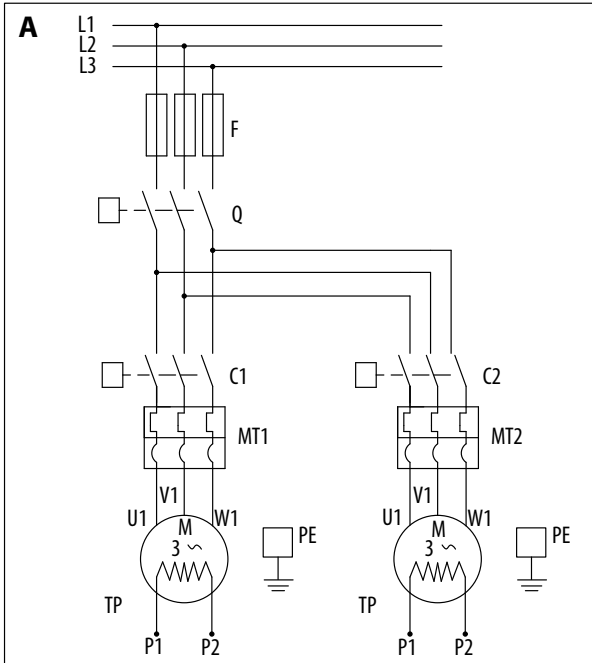 A
L1
L2
L3
F
Q
C1 C2
MT1 MT2
V1 V1
U1 M W1 PE U1 M W1 PE
3 ~ 3 ~
TP TP
P1 P2 P1 P2